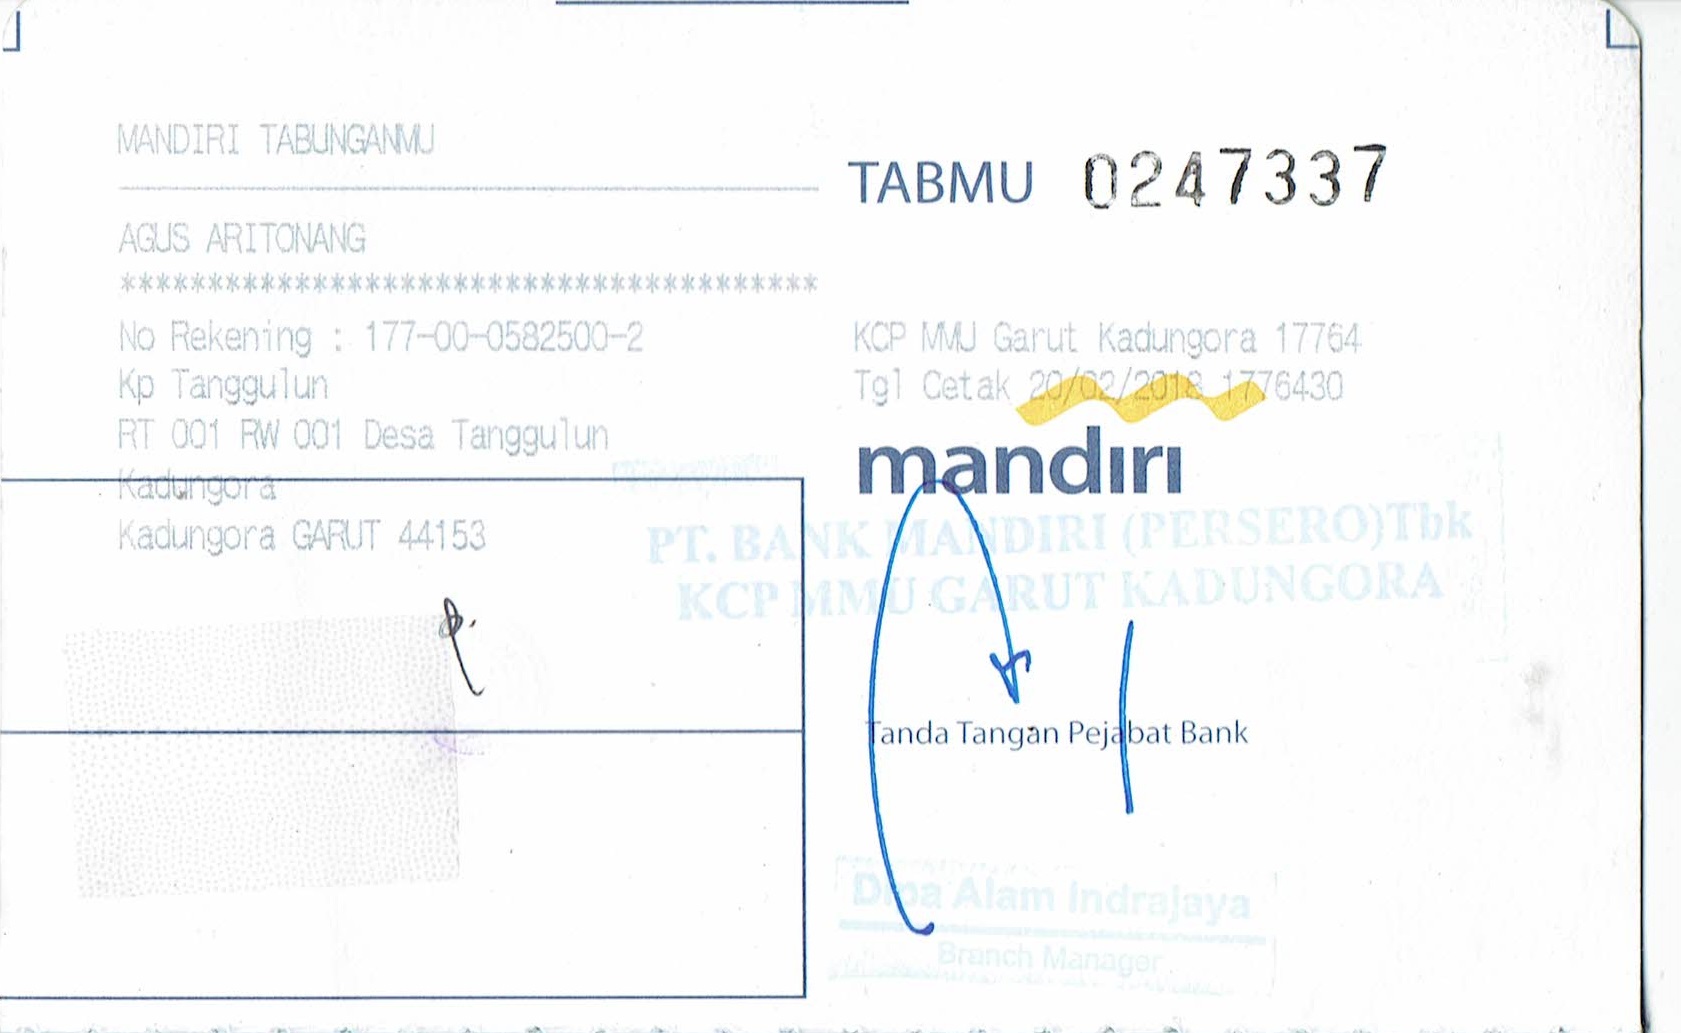 MANDIRI TABUNGANMU
TABMU 0247337
AGUS ARITONANG
****************************************
No Rekening : 177-00-0582500-2
Kp Tanggulun
RT 001 RW 001 Desa Tanggulun
Kadungora
Kadungora GARUT 44153
KCP MMU Garut Kadungora 17764
Tgl Cetak 20/02/2018 1776430
mandiri
PT. BANK MANDIRI (PERSERO)Tbk
KCP MMU GARUT KADUNGORA
Tanda Tangan Pejabat Bank
Dipa Alam Indrajaya
Branch Manager